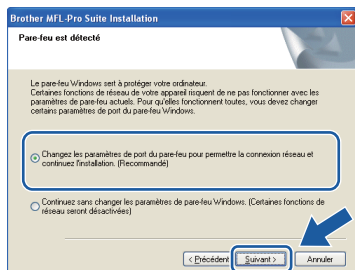 Brother MFL-Pro Suite Installation
Pare-feu est détecté
Le pare-feu Windows sert à protéger votre ordinateur.
Certaines fonctions de réseau de votre appareil risquent de ne pas fonctionner avec les
paramètres de pare-feu actuels. Pour qu'elles fonctionnent toutes, vous devez changer
certains paramètres de port du pare-feu Windows.
Changez les paramètres de port du pare-feu pour permettre la connexion réseau et
continuez l'installation. (Recommandé)
Continuez sans changer les paramètres de pare-feu Windows. (Certaines fonctions de
réseau seront désactivées)
< Précédent Suivant > Annuler